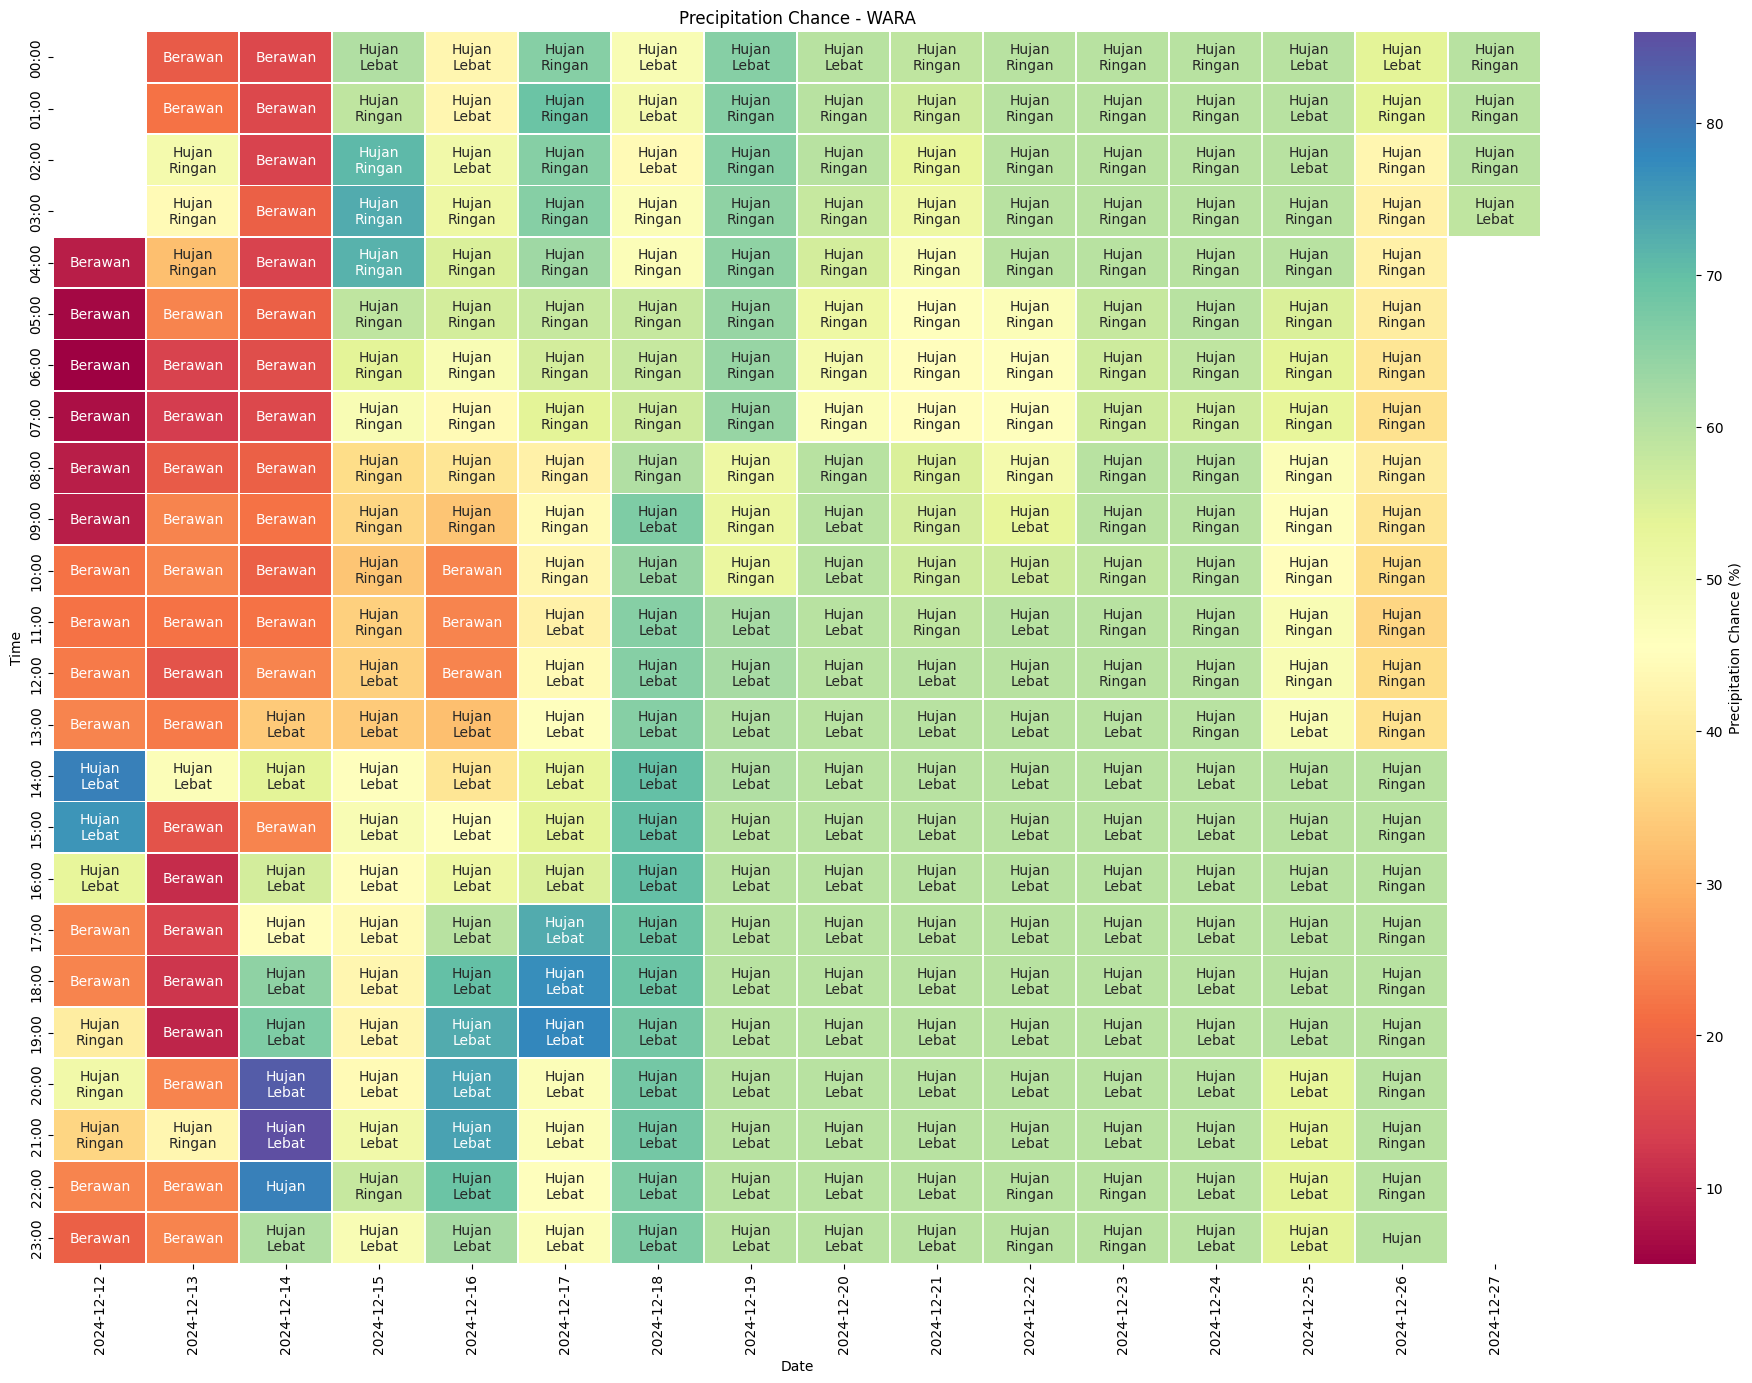 Precipitation Chance - WARA
00:00
Berawan Berawan Hujan Hujan Hujan Hujan Hujan Hujan Hujan Hujan Hujan Hujan Hujan Hujan Hujan
Lebat Lebat Ringan Lebat Lebat Lebat Ringan Ringan Ringan Ringan Lebat Lebat Ringan
01:00
Berawan Berawan Hujan Hujan Hujan Hujan Hujan Hujan Hujan Hujan Hujan Hujan Hujan Hujan Hujan
Ringan Lebat Ringan Lebat Ringan Ringan Ringan Ringan Ringan Ringan Lebat Ringan Ringan
02:00
Hujan Berawan Hujan Hujan Hujan Hujan Hujan Hujan Hujan Hujan Hujan Hujan Hujan Hujan Hujan
Ringan Ringan Lebat Ringan Lebat Ringan Ringan Ringan Ringan Ringan Ringan Lebat Ringan Ringan
03:00
Hujan Berawan Hujan Hujan Hujan Hujan Hujan Hujan Hujan Hujan Hujan Hujan Hujan Hujan Hujan
Ringan Ringan Ringan Ringan Ringan Ringan Ringan Ringan Ringan Ringan Ringan Ringan Ringan Lebat
04:00
Berawan Hujan Berawan Hujan Hujan Hujan Hujan Hujan Hujan Hujan Hujan Hujan Hujan Hujan Hujan
Ringan Ringan Ringan Ringan Ringan Ringan Ringan Ringan Ringan Ringan Ringan Ringan Ringan
05:00
Berawan Berawan Berawan Hujan Hujan Hujan Hujan Hujan Hujan Hujan Hujan Hujan Hujan Hujan Hujan
Ringan Ringan Ringan Ringan Ringan Ringan Ringan Ringan Ringan Ringan Ringan Ringan
06:00
Berawan Berawan Berawan Hujan Hujan Hujan Hujan Hujan Hujan Hujan Hujan Hujan Hujan Hujan Hujan
Ringan Ringan Ringan Ringan Ringan Ringan Ringan Ringan Ringan Ringan Ringan Ringan
07:00
Berawan Berawan Berawan Hujan Hujan Hujan Hujan Hujan Hujan Hujan Hujan Hujan Hujan Hujan Hujan
Ringan Ringan Ringan Ringan Ringan Ringan Ringan Ringan Ringan Ringan Ringan Ringan
08:00
Berawan Berawan Berawan Hujan Hujan Hujan Hujan Hujan Hujan Hujan Hujan Hujan Hujan Hujan Hujan
Ringan Ringan Ringan Ringan Ringan Ringan Ringan Ringan Ringan Ringan Ringan Ringan
09:00
Berawan Berawan Berawan Hujan Hujan Hujan Hujan Hujan Hujan Hujan Hujan Hujan Hujan Hujan Hujan
Ringan Ringan Ringan Lebat Ringan Lebat Ringan Lebat Ringan Ringan Ringan Ringan
10:00
Berawan Berawan Berawan Hujan Berawan Hujan Hujan Hujan Hujan Hujan Hujan Hujan Hujan Hujan Hujan
Ringan Ringan Lebat Ringan Lebat Ringan Lebat Ringan Ringan Ringan Ringan
11:00
Berawan Berawan Berawan Hujan Berawan Hujan Hujan Hujan Hujan Hujan Hujan Hujan Hujan Hujan Hujan
Ringan Lebat Lebat Lebat Lebat Ringan Lebat Ringan Ringan Ringan Ringan
12:00
Berawan Berawan Berawan Hujan Berawan Hujan Hujan Hujan Hujan Hujan Hujan Hujan Hujan Hujan Hujan
Lebat Lebat Lebat Lebat Lebat Lebat Lebat Ringan Ringan Ringan Ringan
13:00
Berawan Berawan Hujan Hujan Hujan Hujan Hujan Hujan Hujan Hujan Hujan Hujan Hujan Hujan Hujan
Lebat Lebat Lebat Lebat Lebat Lebat Lebat Lebat Lebat Lebat Ringan Lebat Ringan
14:00
Hujan Hujan Hujan Hujan Hujan Hujan Hujan Hujan Hujan Hujan Hujan Hujan Hujan Hujan Hujan
Lebat Lebat Lebat Lebat Lebat Lebat Lebat Lebat Lebat Lebat Lebat Lebat Lebat Lebat Ringan
15:00
Hujan Berawan Berawan Hujan Hujan Hujan Hujan Hujan Hujan Hujan Hujan Hujan Hujan Hujan Hujan
Lebat Lebat Lebat Lebat Lebat Lebat Lebat Lebat Lebat Lebat Lebat Lebat Ringan
16:00
Hujan Berawan Hujan Hujan Hujan Hujan Hujan Hujan Hujan Hujan Hujan Hujan Hujan Hujan Hujan
Lebat Lebat Lebat Lebat Lebat Lebat Lebat Lebat Lebat Lebat Lebat Lebat Lebat Ringan
17:00
Berawan Berawan Hujan Hujan Hujan Hujan Hujan Hujan Hujan Hujan Hujan Hujan Hujan Hujan Hujan
Lebat Lebat Lebat Lebat Lebat Lebat Lebat Lebat Lebat Lebat Lebat Lebat Ringan
18:00
Berawan Berawan Hujan Hujan Hujan Hujan Hujan Hujan Hujan Hujan Hujan Hujan Hujan Hujan Hujan
Lebat Lebat Lebat Lebat Lebat Lebat Lebat Lebat Lebat Lebat Lebat Lebat Ringan
19:00
Hujan Berawan Hujan Hujan Hujan Hujan Hujan Hujan Hujan Hujan Hujan Hujan Hujan Hujan Hujan
Ringan Lebat Lebat Lebat Lebat Lebat Lebat Lebat Lebat Lebat Lebat Lebat Lebat Ringan
20:00
Hujan Berawan Hujan Hujan Hujan Hujan Hujan Hujan Hujan Hujan Hujan Hujan Hujan Hujan Hujan
Ringan Lebat Lebat Lebat Lebat Lebat Lebat Lebat Lebat Lebat Lebat Lebat Lebat Ringan
21:00
Hujan Hujan Hujan Hujan Hujan Hujan Hujan Hujan Hujan Hujan Hujan Hujan Hujan Hujan Hujan
Ringan Ringan Lebat Lebat Lebat Lebat Lebat Lebat Lebat Lebat Lebat Lebat Lebat Lebat Ringan
22:00
Berawan Berawan Hujan Hujan Hujan Hujan Hujan Hujan Hujan Hujan Hujan Hujan Hujan Hujan Hujan
Ringan Lebat Lebat Lebat Lebat Lebat Lebat Ringan Ringan Lebat Lebat Ringan
23:00
Berawan Berawan Hujan Hujan Hujan Hujan Hujan Hujan Hujan Hujan Hujan Hujan Hujan Hujan Hujan
Lebat Lebat Lebat Lebat Lebat Lebat Lebat Lebat Ringan Ringan Lebat Lebat
Time
2024-12-12
2024-12-13
2024-12-14
2024-12-15
2024-12-16
2024-12-17
2024-12-18
2024-12-19
2024-12-20
2024-12-21
2024-12-22
2024-12-23
2024-12-24
2024-12-25
2024-12-26
2024-12-27
Date
80
70
60
50
40
30
20
10
Precipitation Chance (%)